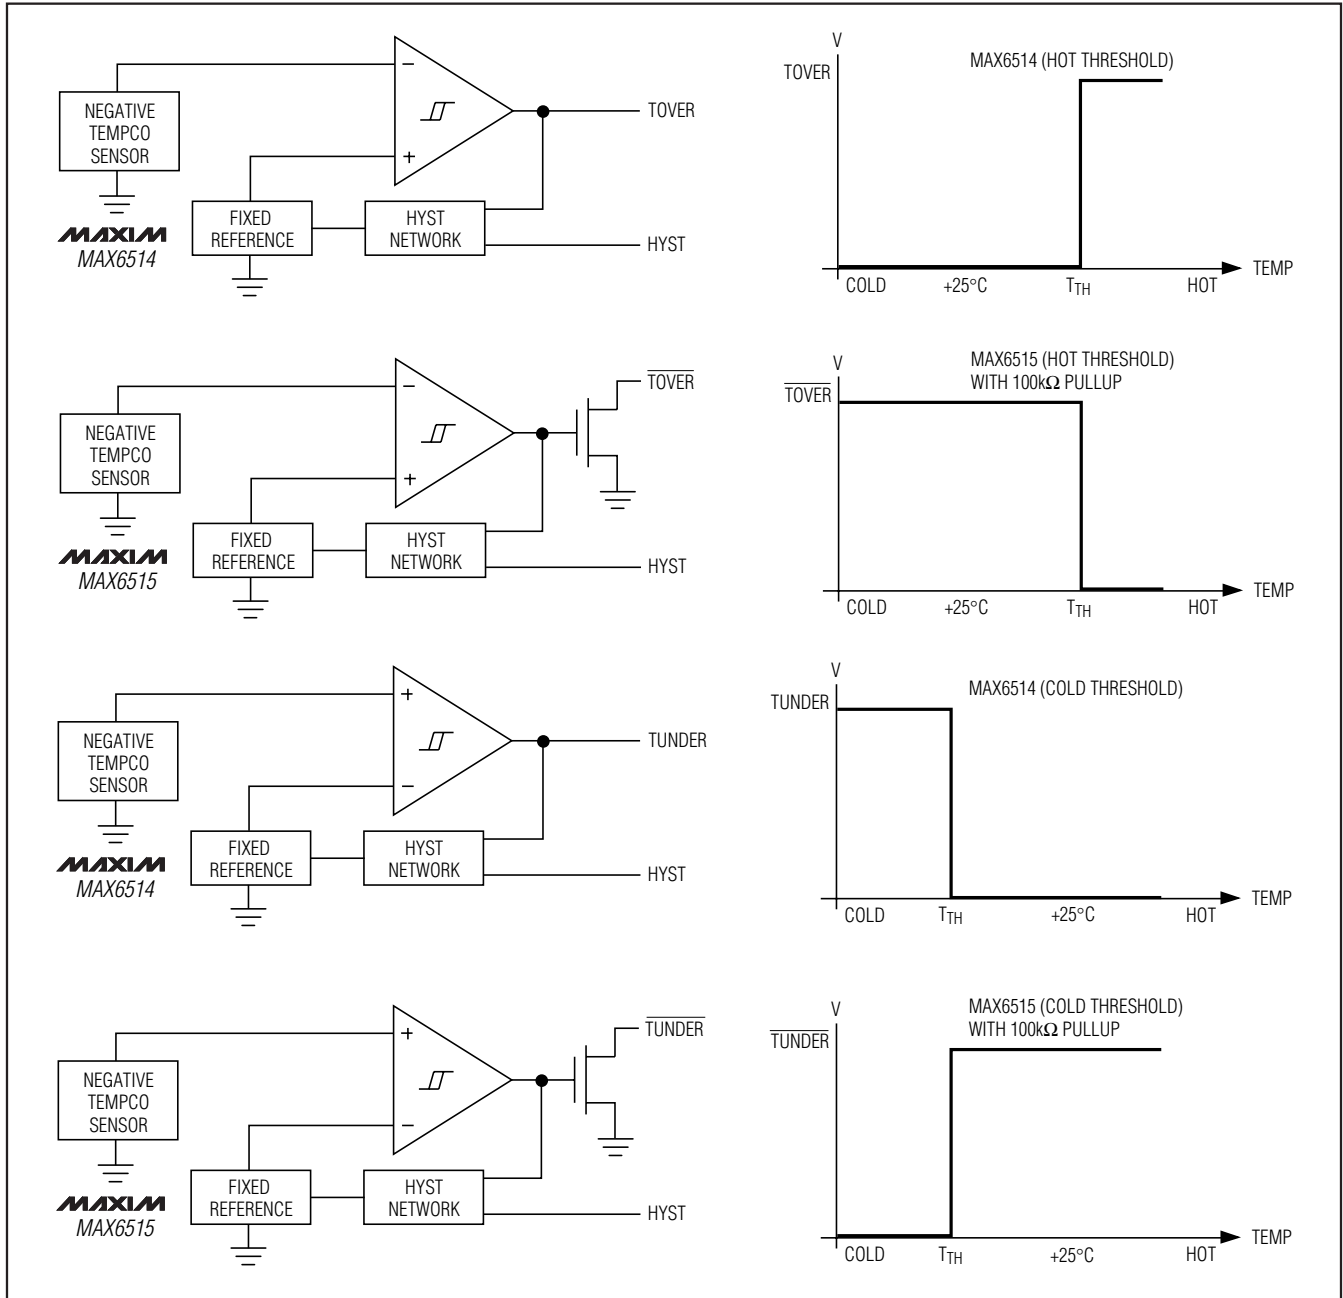 NEGATIVE
TEMPCO
SENSOR
MAXIM
MAX6514
−
+
FIXED
REFERENCE
HYST
NETWORK
TOVER
HYST
V
TOVER
MAX6514 (HOT THRESHOLD)
COLD +25°C TTH HOT
TEMP
NEGATIVE
TEMPCO
SENSOR
MAXIM
MAX6515
−
+
FIXED
REFERENCE
HYST
NETWORK
TOVER
HYST
V
TOVER
MAX6515 (HOT THRESHOLD)
WITH 100kΩ PULLUP
COLD +25°C TTH HOT
TEMP
NEGATIVE
TEMPCO
SENSOR
MAXIM
MAX6514
+
−
FIXED
REFERENCE
HYST
NETWORK
TUNDER
HYST
V
TUNDER
MAX6514 (COLD THRESHOLD)
COLD TTH +25°C HOT
TEMP
NEGATIVE
TEMPCO
SENSOR
MAXIM
MAX6515
+
−
FIXED
REFERENCE
HYST
NETWORK
TUNDER
HYST
V
TUNDER
MAX6515 (COLD THRESHOLD)
WITH 100kΩ PULLUP
COLD TTH +25°C HOT
TEMP